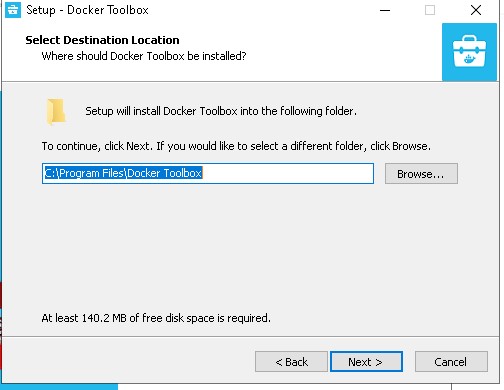 Setup - Docker Toolbox
Select Destination Location
Where should Docker Toolbox be installed?
Setup will install Docker Toolbox into the following folder.
To continue, click Next. If you would like to select a different folder, click Browse.
C:\Program Files\Docker Toolbox
Browse...
At least 140.2 MB of free disk space is required.
< Back
Next >
Cancel